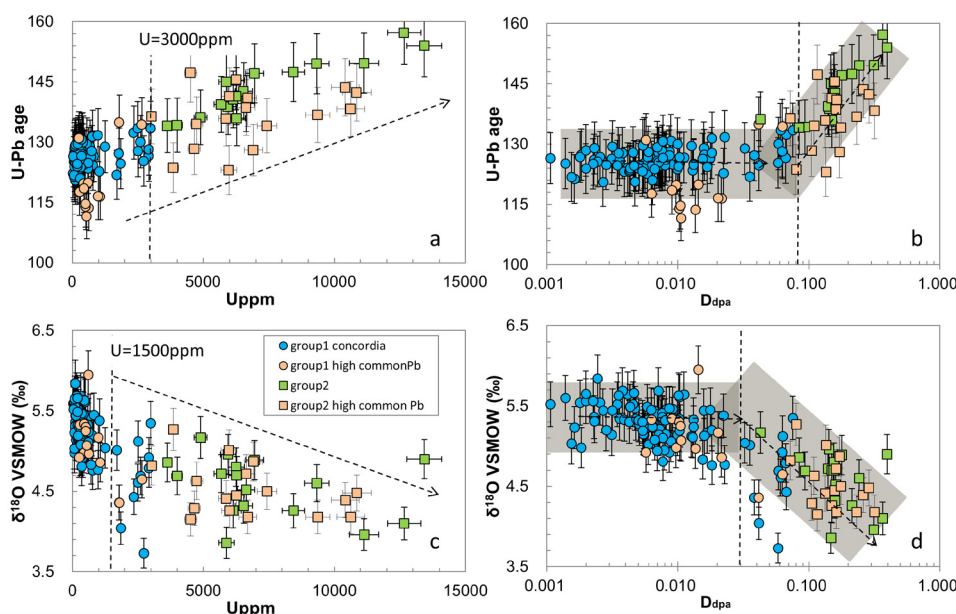 160
145
130
115
100
U-Pb age
U=3000ppm
a
0
5000
10000
15000
Uppm
160
145
130
115
100
U-Pb age
b
0.001
0.010
0.100
1.000
Ddpa
6.5
5.5
4.5
3.5
δ18O VSMOW (‰)
U=1500ppm
group1 concordia
group1 high commonPb
group2
group2 high common Pb
c
0
5000
10000
15000
Uppm
6.5
5.5
4.5
3.5
δ18O VSMOW (‰)
d
0.001
0.010
0.100
1.000
Ddpa